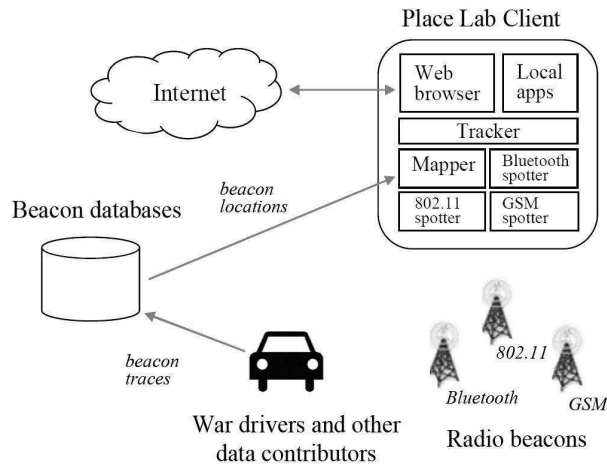 Place Lab Client
Internet
Web
browser
Local
apps
Tracker
Mapper
Bluetooth
spotter
802.11
spotter
GSM
spotter
beacon
locations
Beacon databases
beacon
traces
War drivers and other
data contributors
802.11
Bluetooth
GSM
Radio beacons